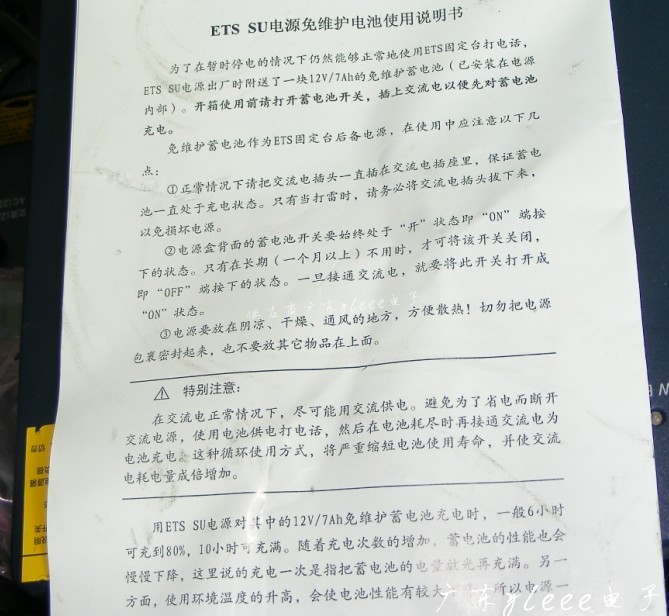 ETS SU电源免维护电池使用说明书
为了在暂时停电的情况下仍然能够正常地使用ETS固定台打电话，
ETS SU电源出厂时附送了一块12V/7Ah的免维护蓄电池（已安装在电源
内部）。开箱使用前请打开蓄电池开关，插上交流电以便先对蓄电池
充电。
免维护蓄电池作为ETS固定台后备电源，在使用中应注意以下几
点：
①正常情况下请把交流电插头一直插在交流电插座里，保证蓄电
池一直处于充电状态。只有当打雷时，请务必将交流电插头拔下来，
以免损坏电源。
②电源盒背面的蓄电池开关要始终处于“开”状态即“ON”端按
下的状态。只有在长期（一个月以上）不用时，才可将该开关关闭，
即“OFF”端按下的状态。一旦接通交流电，就要将此开关打开成
“ON”状态。
③电源要放在阴凉、干燥、通风的地方，方便散热！切勿把电源
包裹密封起来，也不要放其它物品在上面。
特别注意：
在交流电正常情况下，尽可能用交流供电。避免为了省电而断开
交流电源，使用电池供电打电话，然后在电池耗尽时再接通交流电为
电池充电。这种循环使用方式，将严重缩短电池使用寿命，并使交流
电耗电量成倍增加。
用ETS SU电源对其中的12V/7Ah免维护蓄电池充电时，一般6小时
可充到80%，10小时可充满。随着充电次数的增加，蓄电池的性能也会
慢慢下降，这里说的充电一次是指把蓄电池的电量放光再充满。另一
方面，使用环境温度的升高，会使电池性能有较大 所以电源一
广东gleee电子